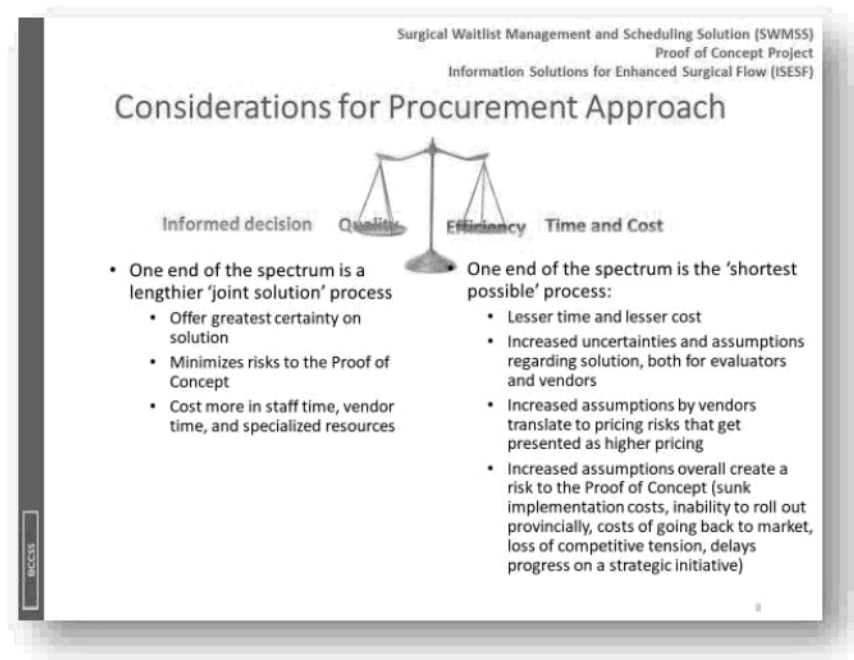 Surgical Waitlist Management and Scheduling Solution (SWMSS)
Proof of Concept Project
Information Solutions for Enhanced Surgical Flow (ISESF)
Considerations for Procurement Approach
Informed decision Quality Efficiency Time and Cost
• One end of the spectrum is a
lengthier 'joint solution' process
• Offer greatest certainty on
solution
• Minimizes risks to the Proof of
Concept
• Cost more in staff time, vendor
time, and specialized resources
• One end of the spectrum is the 'shortest
possible' process:
• Lesser time and lesser cost
• Increased uncertainties and assumptions
regarding solution, both for evaluators
and vendors
• Increased assumptions by vendors
translate to pricing risks that get
presented as higher pricing
• Increased assumptions overall create a
risk to the Proof of Concept (sunk
implementation costs, inability to roll out
provincially, costs of going back to market,
loss of competitive tension, delays
progress on a strategic initiative)
BCCSS